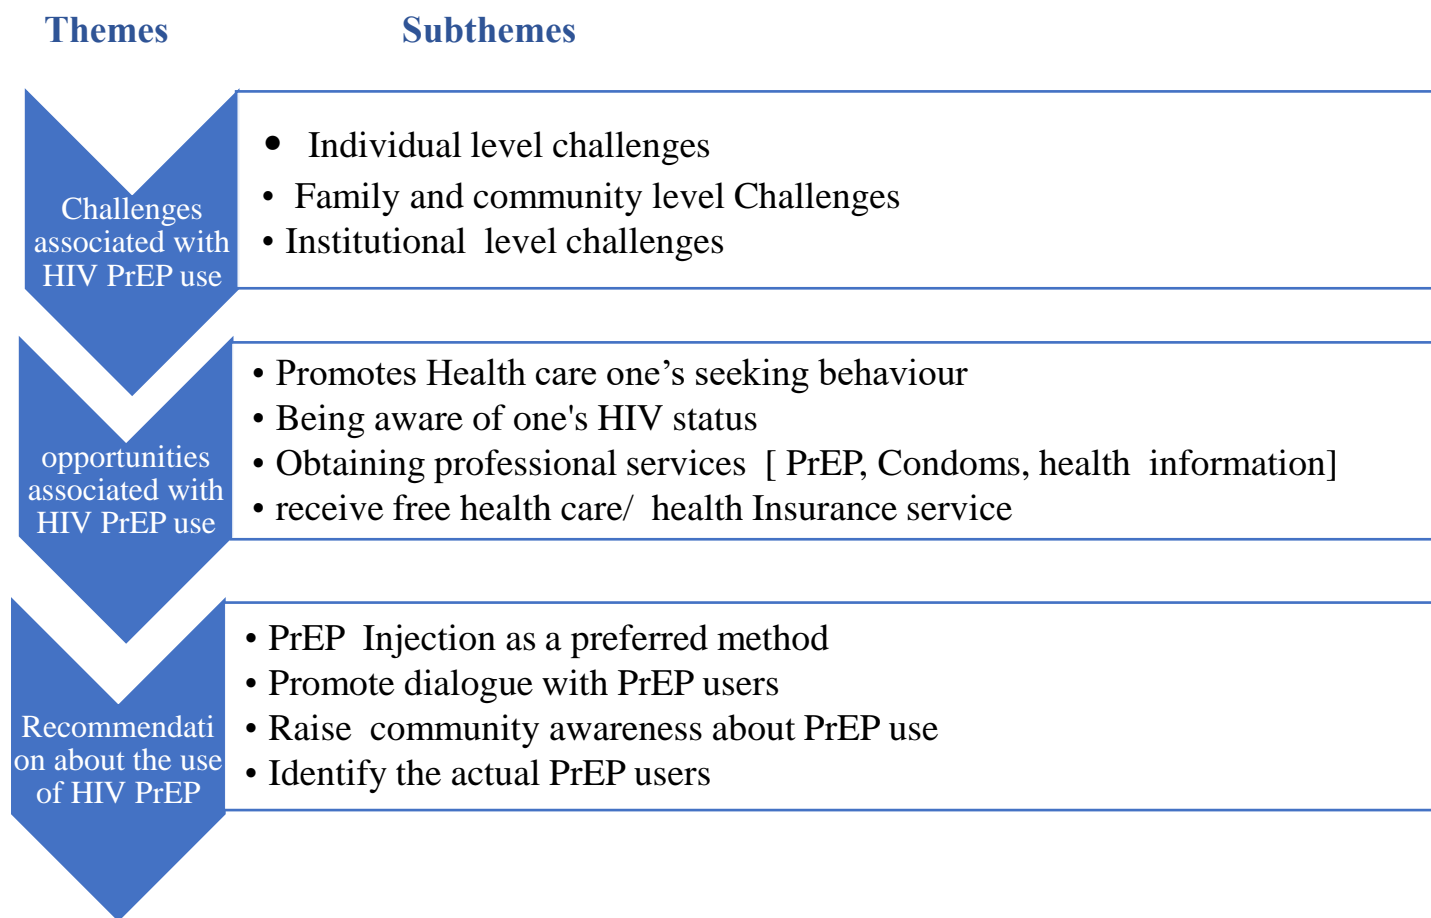 Themes
Subthemes
Challenges
associated with
HIV PrEP use
• Individual level challenges
• Family and community level Challenges
• Institutional level challenges
opportunities
associated with
HIV PrEP use
• Promotes Health care one’s seeking behaviour
• Being aware of one's HIV status
• Obtaining professional services [ PrEP, Condoms, health information]
• receive free health care/ health Insurance service
Recommendati
on about the use
of HIV PrEP
• PrEP Injection as a preferred method
• Promote dialogue with PrEP users
• Raise community awareness about PrEP use
• Identify the actual PrEP users